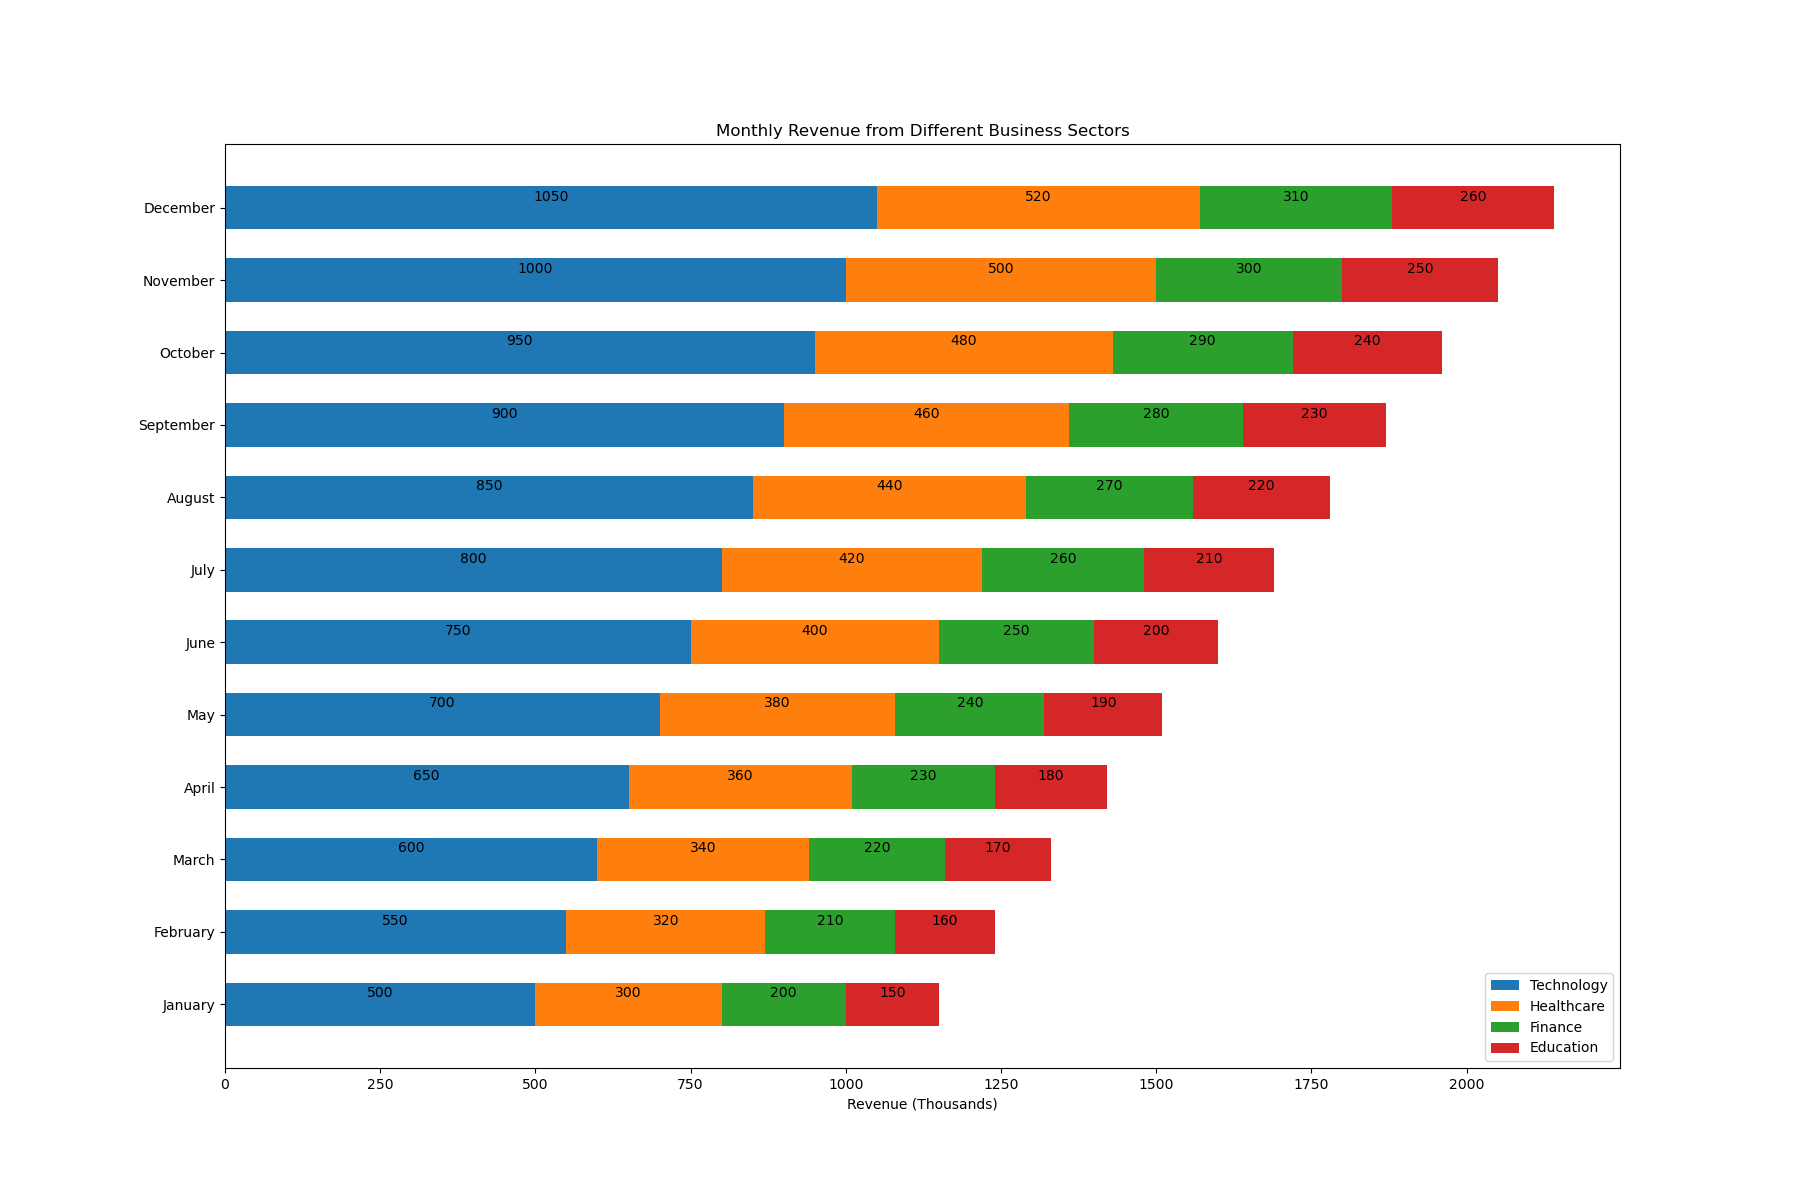 Monthly Revenue from Different Business Sectors
December 1050 520 310 260
November 1000 500 300 250
October 950 480 290 240
September 900 460 280 230
August 850 440 270 220
July 800 420 260 210
June 750 400 250 200
May 700 380 240 190
April 650 360 230 180
March 600 340 220 170
February 550 320 210 160
January 500 300 200 150
Technology
Healthcare
Finance
Education
0 250 500 750 1000 1250 1500 1750 2000
Revenue (Thousands)